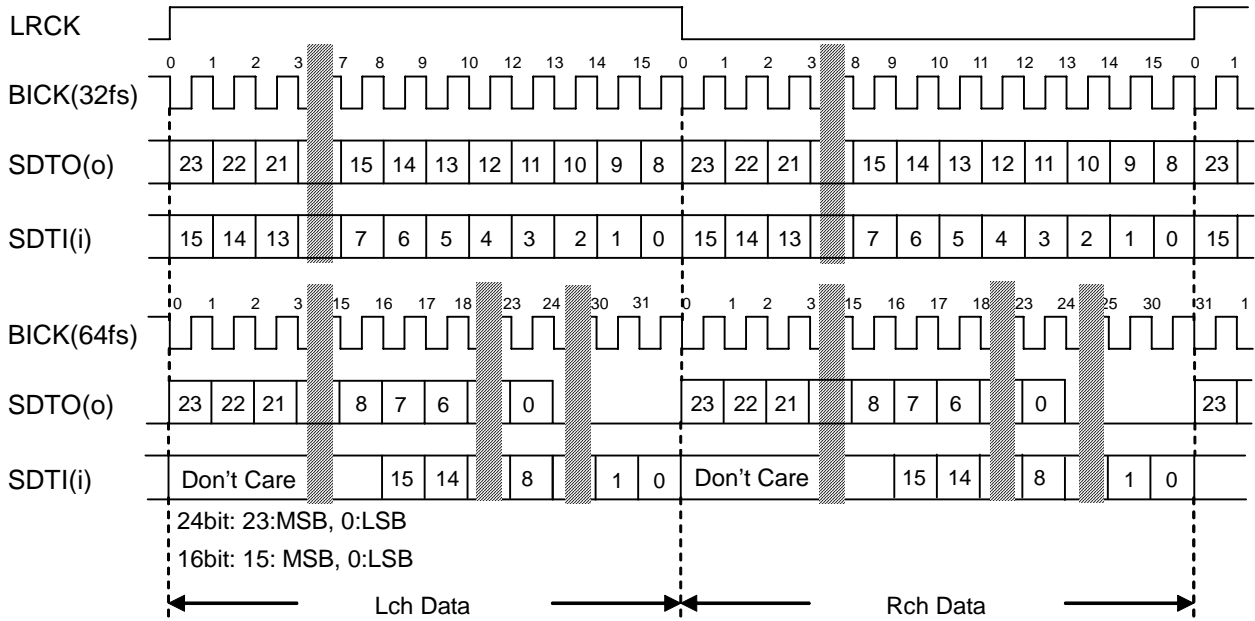 LRCK
0 1 2 3 7 8 9 10 11 12 13 14 15 0 1 2 3 8 9 10 11 12 13 14 15 0 1
BICK(32fs)
SDTO(o) 23 22 21 15 14 13 12 11 10 9 8 23 22 21 15 14 13 12 11 10 9 8 23
SDTI(i) 15 14 13 7 6 5 4 3 2 1 0 15 14 13 7 6 5 4 3 2 1 0 15
0 1 2 3 15 16 17 18 23 24 30 31 0 1 2 3 15 16 17 18 23 24 25 30 31 1
BICK(64fs)
SDTO(o) 23 22 21 8 7 6 0 23 22 21 8 7 6 0 23
SDTI(i) Don't Care 15 14 8 1 0 Don't Care 15 14 8 1 0
24bit: 23:MSB, 0:LSB
16bit: 15: MSB, 0:LSB
Lch Data Rch Data